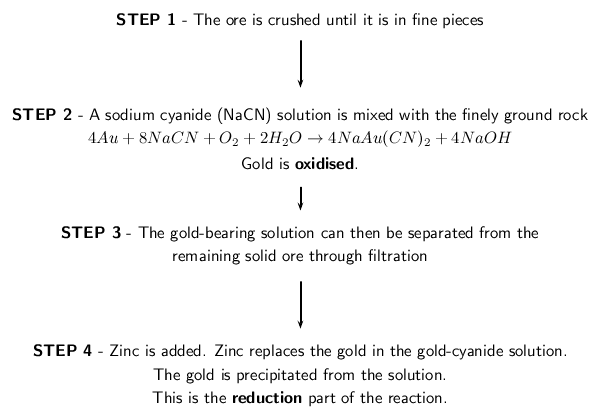 STEP 1 - The ore is crushed until it is in fine pieces
STEP 2 - A sodium cyanide (NaCN) solution is mixed with the finely ground rock
4Au + 8NaCN + O₂ + 2H₂O → 4NaAu(CN)₂ + 4NaOH
Gold is oxidised.
STEP 3 - The gold-bearing solution can then be separated from the
remaining solid ore through filtration
STEP 4 - Zinc is added. Zinc replaces the gold in the gold-cyanide solution.
The gold is precipitated from the solution.
This is the reduction part of the reaction.